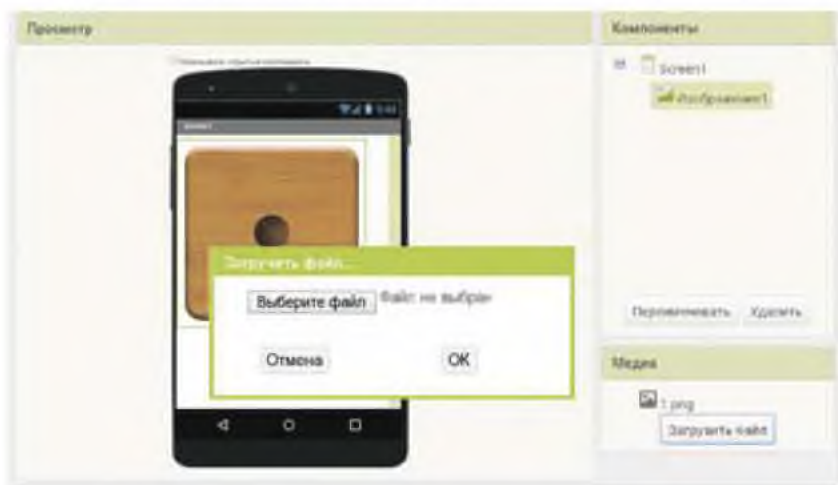 Просмотр
Компоненты
Screen1
Изображение1
Загрузить файл...
Выберите файл Файл не выбран
Отмена OK
Переименовать Удалить
Медиа
1.png
Загрузить файл